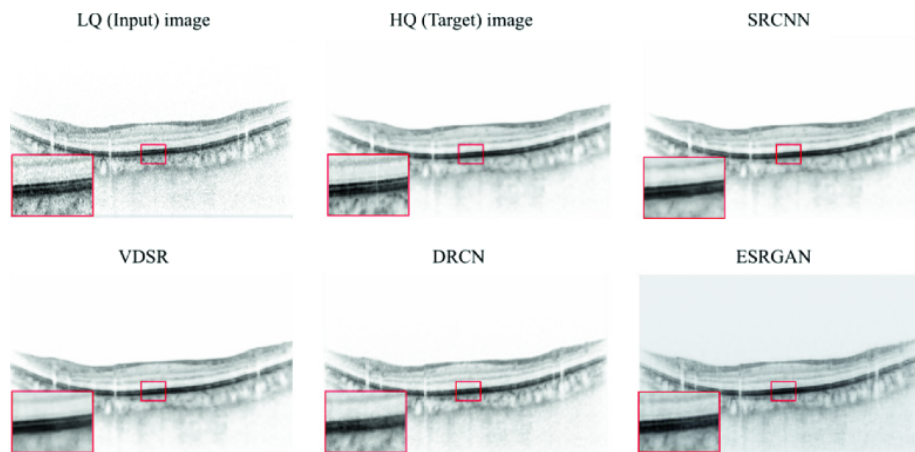 LQ (Input) image
HQ (Target) image
SRCNN
VDSR
DRCN
ESRGAN